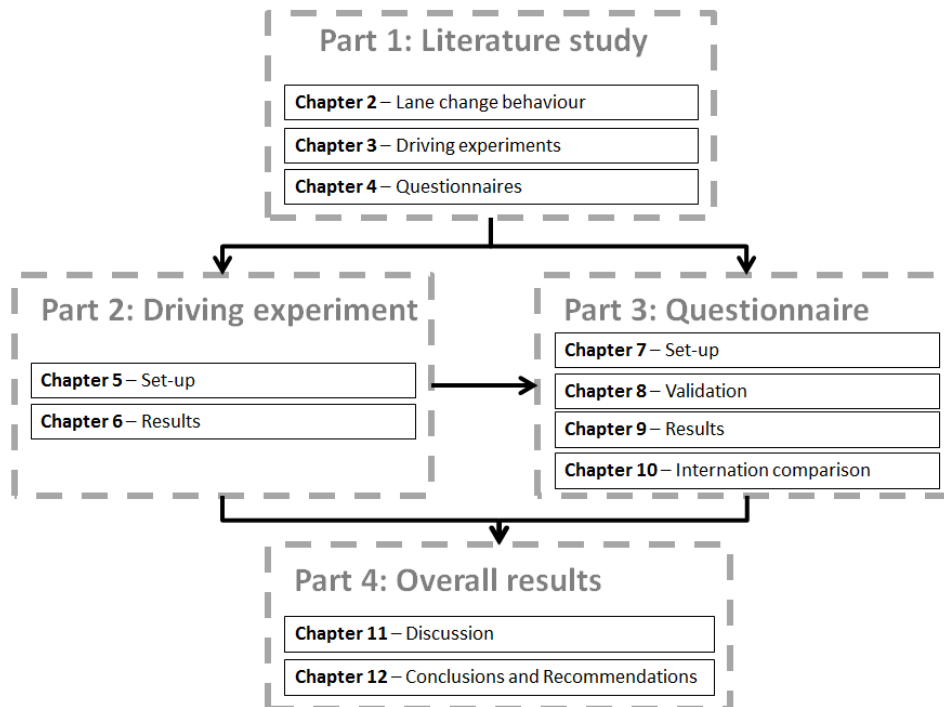 Part 1: Literature study
Chapter 2 – Lane change behaviour
Chapter 3 – Driving experiments
Chapter 4 – Questionnaires
Part 2: Driving experiment
Chapter 5 – Set-up
Chapter 6 – Results
Part 3: Questionnaire
Chapter 7 – Set-up
Chapter 8 – Validation
Chapter 9 – Results
Chapter 10 – Internation comparison
Part 4: Overall results
Chapter 11 – Discussion
Chapter 12 – Conclusions and Recommendations